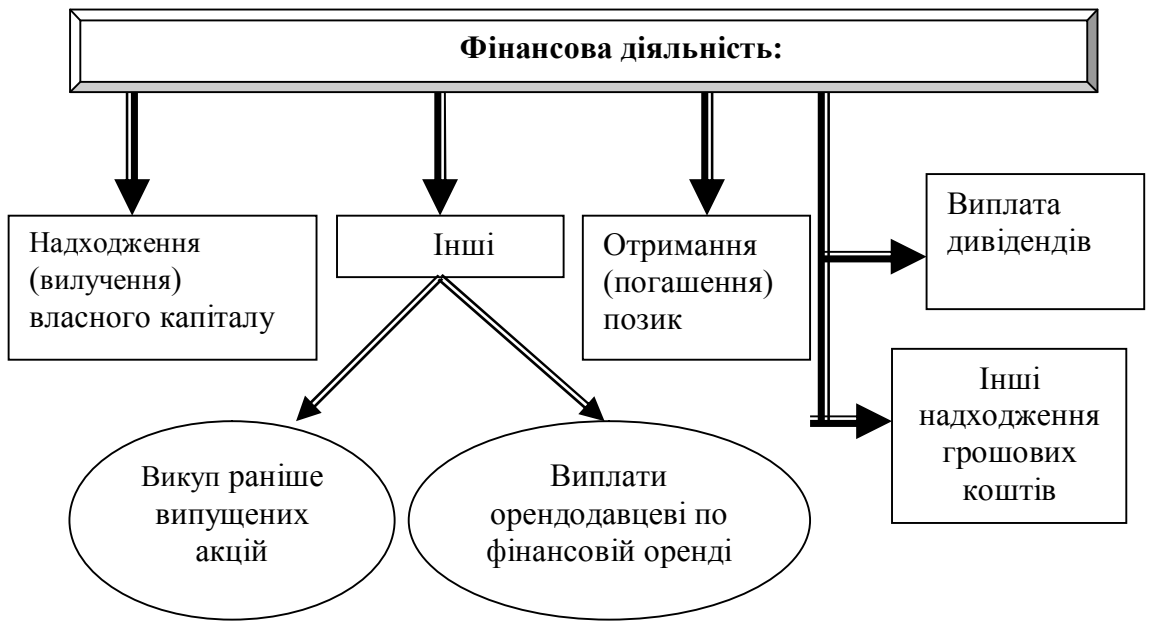 Фінансова діяльність:
Надходження
(вилучення)
власного капіталу
Інші
Отримання
(погашення)
позик
Виплата
дивідендів
Інші
надходження
грошових
коштів
Викуп раніше
випущених
акцій
Виплати
орендодавцеві по
фінансовій оренді